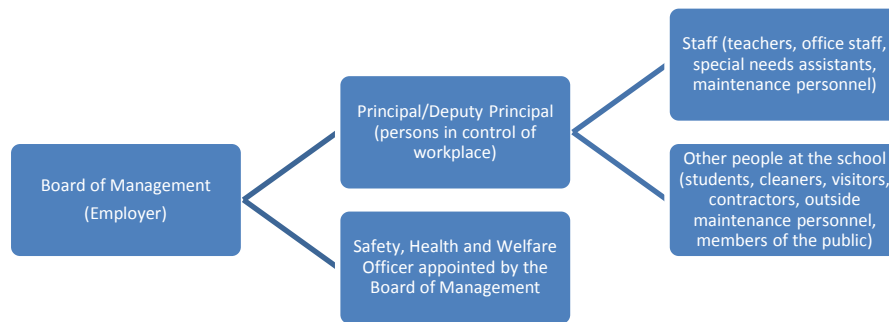 Board of Management
(Employer)
Principal/Deputy Principal
(persons in control of
workplace)
Safety, Health and Welfare
Officer appointed by the
Board of Management
Staff (teachers, office staff,
special needs assistants,
maintenance personnel)
Other people at the school
(students, cleaners, visitors,
contractors, outside
maintenance personnel,
members of the public)